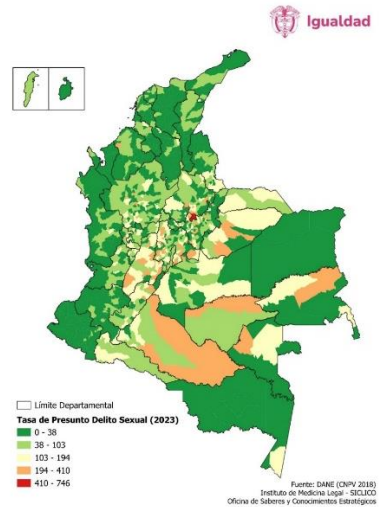 Igualdad
Límite Departamental
Tasa de Presunto Delito Sexual (2023)
0 - 38
38 - 103
103 - 194
194 - 410
410 - 746
Fuente: DANE (CNPV 2018)
Instituto de Medicina Legal - SICLICO
Oficina de Saberes y Conocimientos Estratégicos